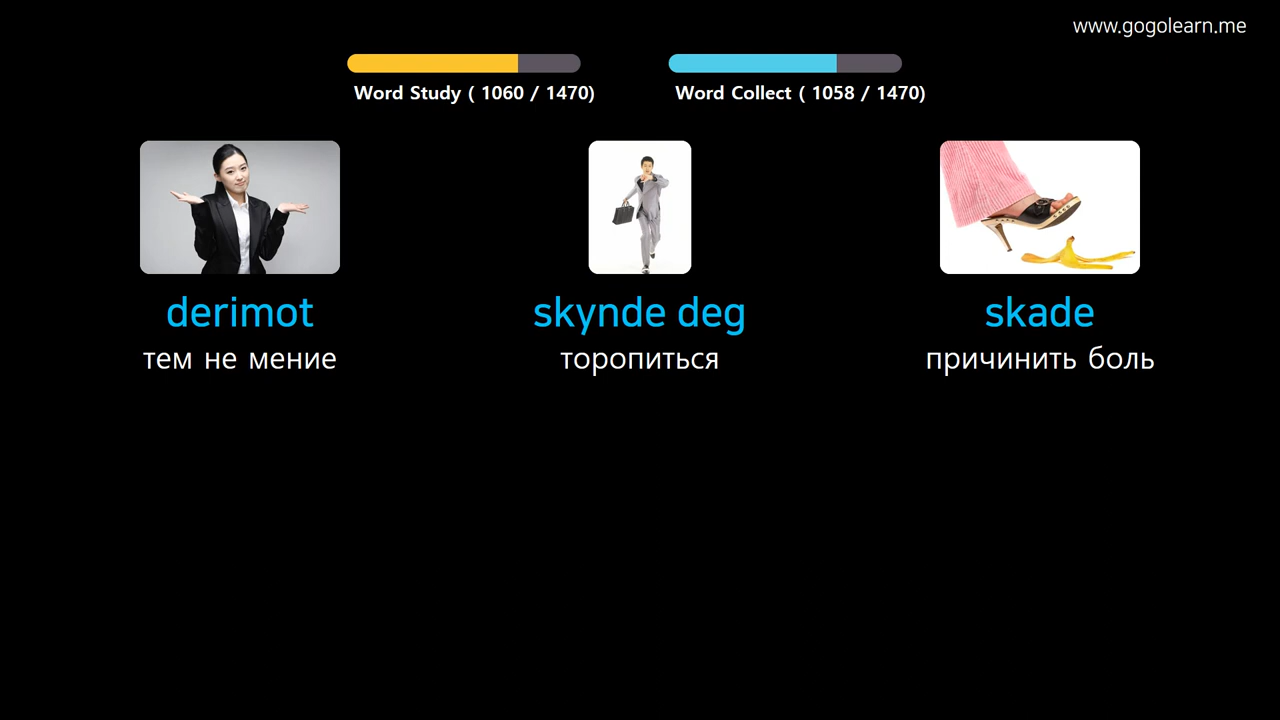 www.gogolearn.me
Word Study ( 1060 / 1470)
Word Collect ( 1058 / 1470)
derimot
skynde deg
skade
тем не мение
торопиться
причинить боль